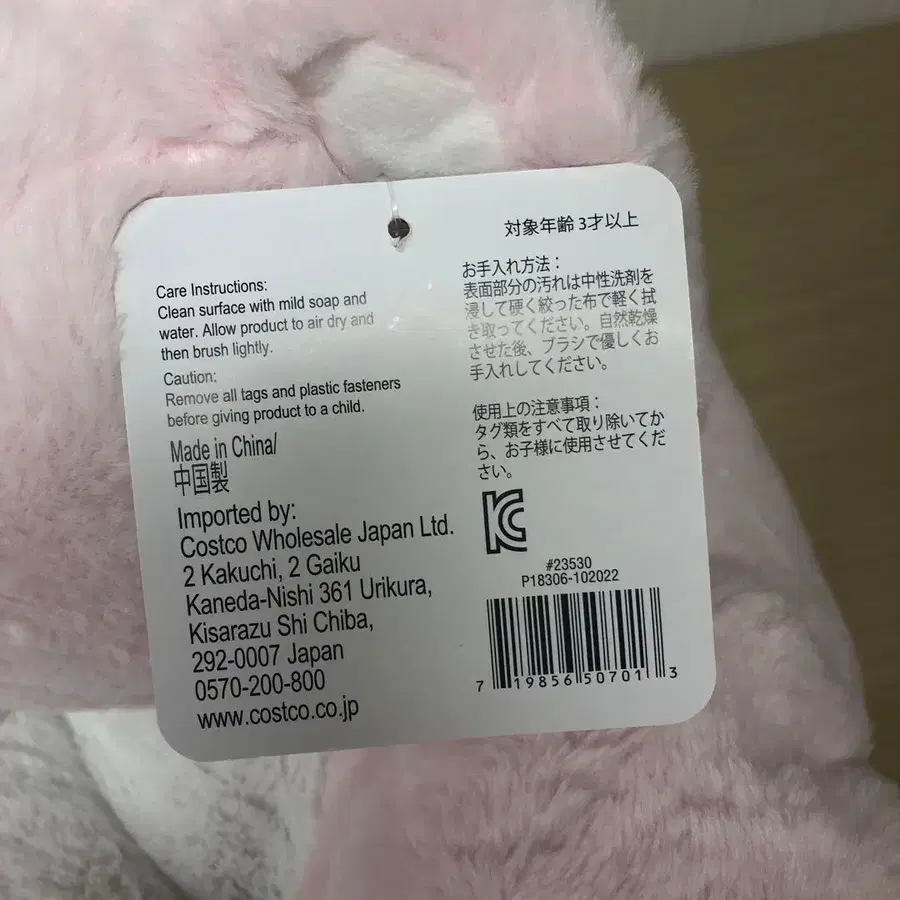 Care Instructions:
Clean surface with mild soap and
water. Allow product to air dry and
then brush lightly.
Caution:
Remove all tags and plastic fasteners
before giving product to a child.
Made in China/
中国製
Imported by:
Costco Wholesale Japan Ltd.
2 Kakuchi, 2 Gaiku
Kaneda-Nishi 361 Urikura,
Kisarazu Shi Chiba,
292-0007 Japan
0570-200-800
www.costco.co.jp
対象年齢 3才以上
お手入れ方法：
表面部分の汚れは中性洗剤を
浸して硬く絞った布で軽く拭
き取ってください。自然乾燥
させた後、ブラシで優しくお
手入れしてください。
使用上の注意事項：
タグ類をすべて取り除いてか
ら、お子様に使用させてくだ
さい。
KC
#23530
P18306-102022
7 19856 50701 3